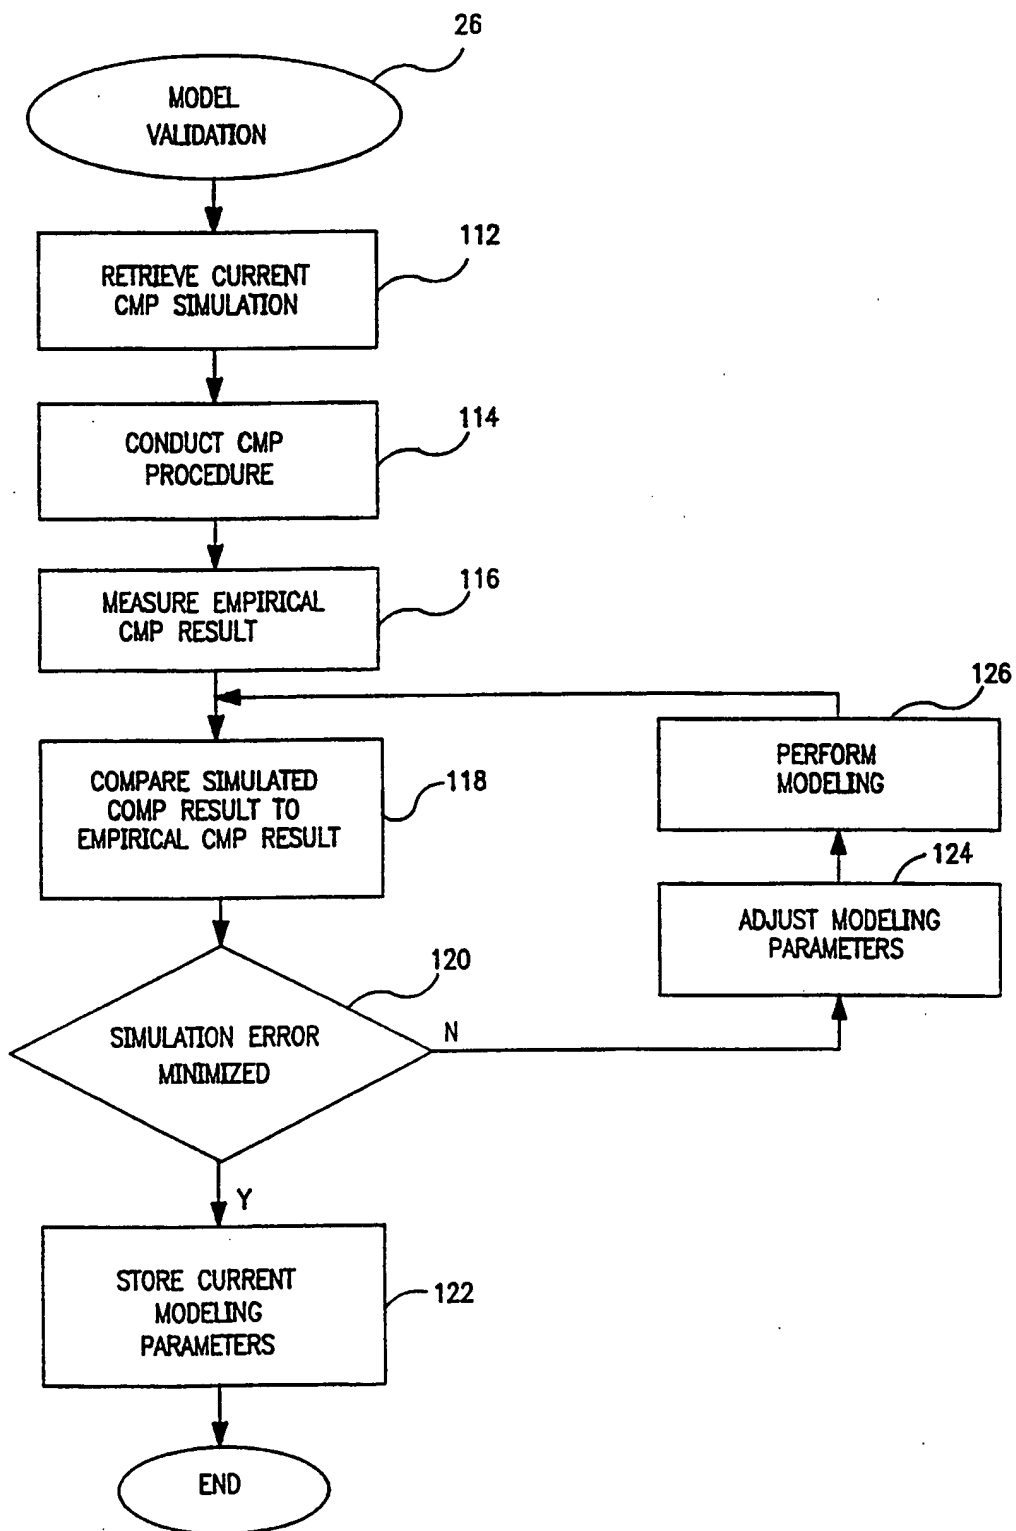 26
MODEL
VALIDATION
112
RETRIEVE CURRENT
CMP SIMULATION
114
CONDUCT CMP
PROCEDURE
116
MEASURE EMPIRICAL
CMP RESULT
118
COMPARE SIMULATED
COMP RESULT TO
EMPIRICAL CMP RESULT
120
SIMULATION ERROR
MINIMIZED
N
124
ADJUST MODELING
PARAMETERS
126
PERFORM
MODELING
Y
122
STORE CURRENT
MODELING
PARAMETERS
END